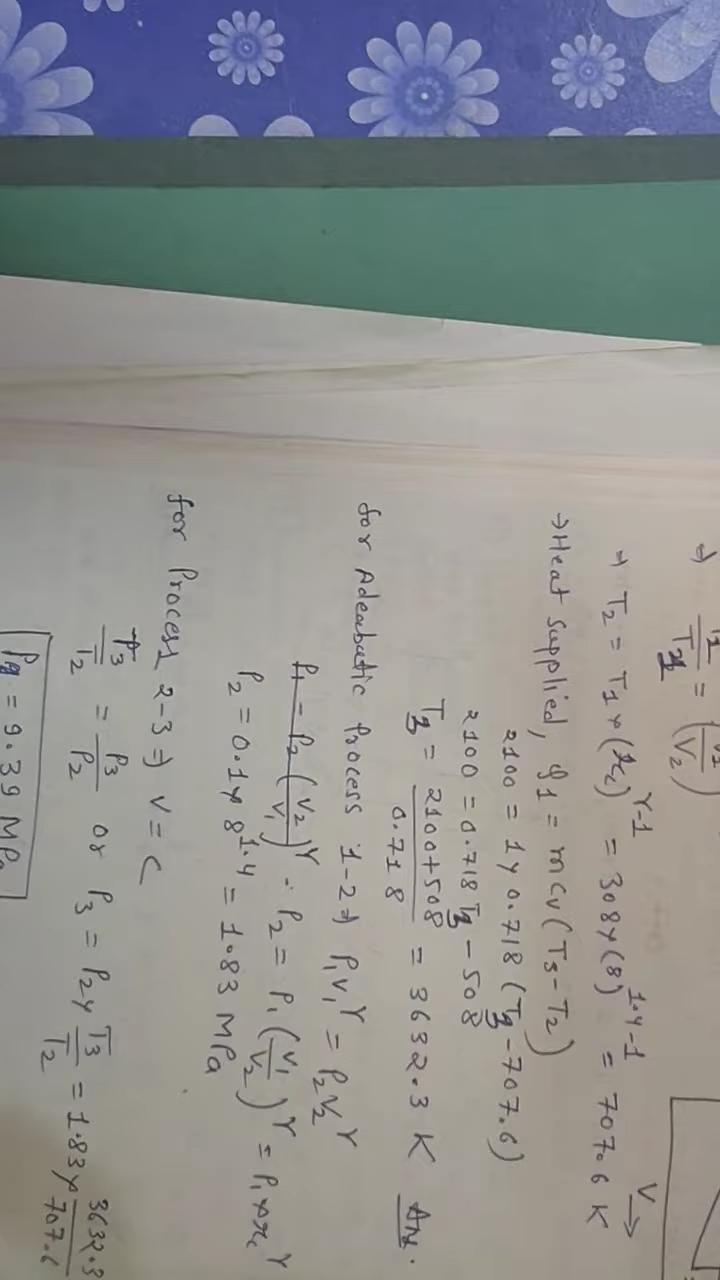 ⇒ T2 = T1 × (rc)^γ-1 = 308 × (8)^1.4-1 = 707.6 K
V →
→ Heat supplied, Q1 = m cv (T3 - T2)
2100 = 1 × 0.718 (T3 - 707.6)
2100 = 0.718 T3 - 508
T3 = 2100+508 / 0.718 = 3632.3 K Ans.
for Adeabatic Process 1-2 ⇒ P1V1^γ = P2V2^γ
P1 = P2 (V2/V1)^γ = P2 = P1 (V1/V2)^γ = P1 × rc^γ
P2 = 0.1 × 8^1.4 = 1.83 MPa
for Process 2-3 ⇒ V = C
P3/T2 = P3/P2 or P3 = P2 × T3/T2 = 1.83 × 3632.3/707.6
= 9.39 MPa